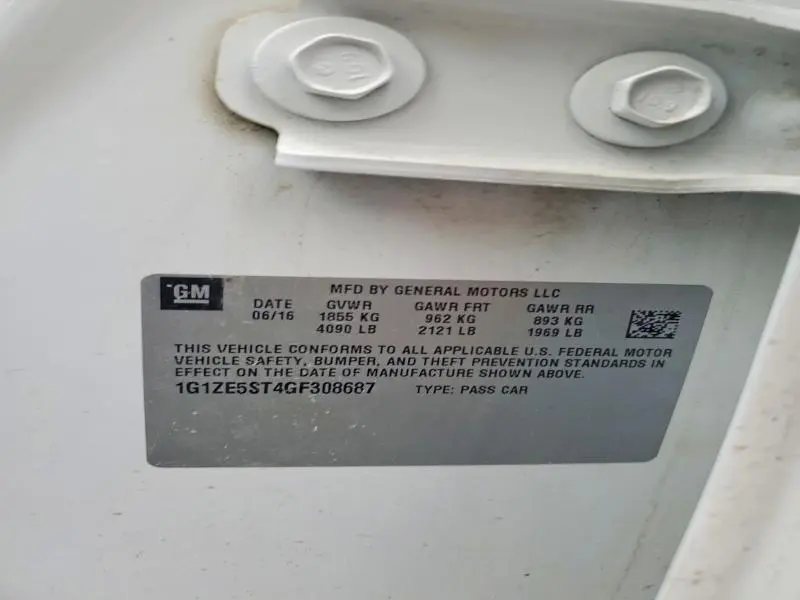 GM
MFD BY GENERAL MOTORS LLC
DATE GVWR GAWR FRT GAWR RR
06/16 1855 KG 962 KG 893 KG
4090 LB 2121 LB 1969 LB
THIS VEHICLE CONFORMS TO ALL APPLICABLE U.S. FEDERAL MOTOR
VEHICLE SAFETY, BUMPER, AND THEFT PREVENTION STANDARDS IN
EFFECT ON THE DATE OF MANUFACTURE SHOWN ABOVE.
1G1ZE5ST4GF308687 TYPE: PASS CAR